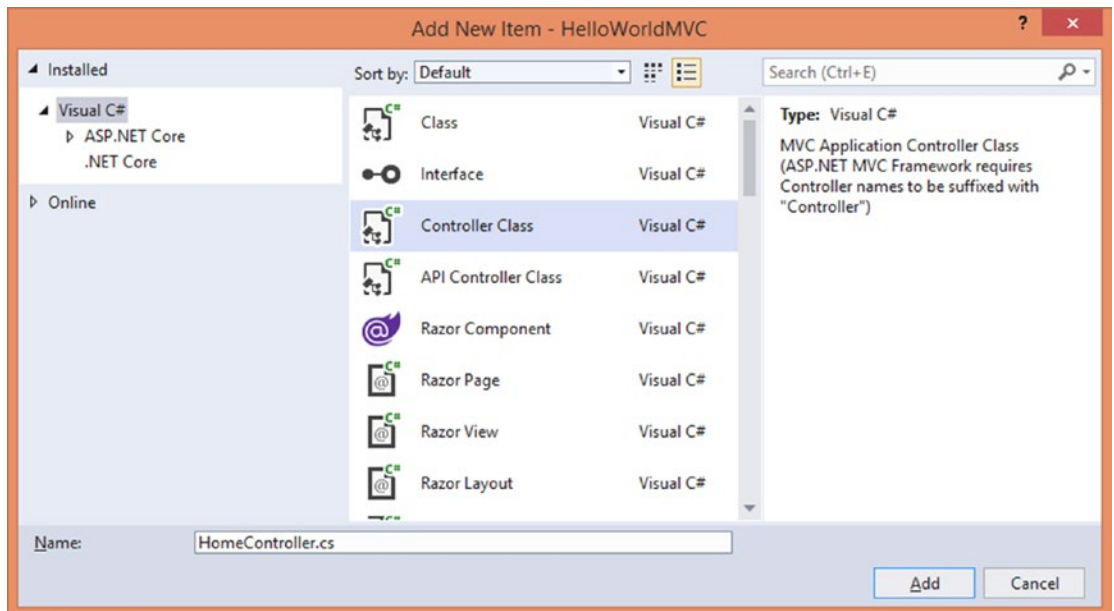 Add New Item - HelloWorldMVC
?
×
Installed
Sort by: Default
Search (Ctrl+E)
Visual C#
ASP.NET Core
.NET Core
Online
C# Class Visual C#
Interface Visual C#
C# Controller Class Visual C#
C# API Controller Class Visual C#
@ Razor Component Visual C#
C# @ Razor Page Visual C#
C# @ Razor View Visual C#
C# @ Razor Layout Visual C#
Type: Visual C#
MVC Application Controller Class
(ASP.NET MVC Framework requires
Controller names to be suffixed with
"Controller")
Name: HomeController.cs
Add Cancel